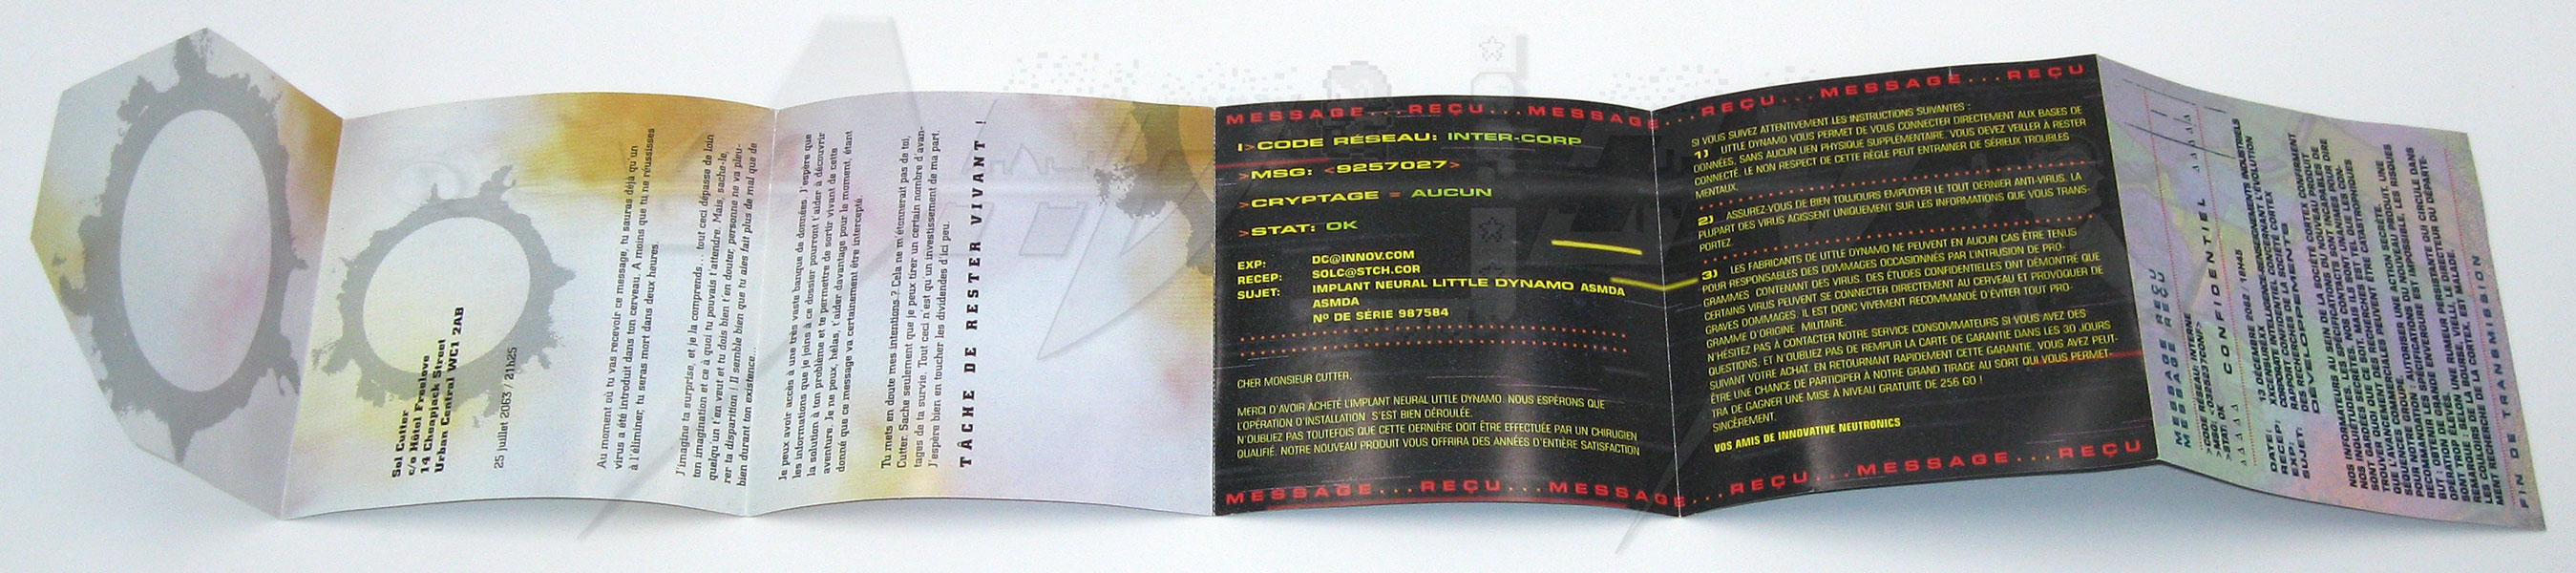 Sol Cutter
c/o Hôtel Freelove
14 Cheapjack Street
Urban Central WC1 2AB
25 juillet 2063 / 21h25
Au moment où tu vas recevoir ce message, tu sauras déjà qu'un
virus a été introduit dans ton cerveau. A moins que tu ne réussisses
à l'éliminer, tu seras mort dans deux heures.
J'imagine ta surprise, et je la comprends... tout ceci dépasse de loin
ton imagination et ce à quoi tu pouvais t'attendre. Mais, sache-le,
quelqu'un t'en veut et tu dois bien t'en douter, personne ne va pleu-
rer ta disparition ! Il semble bien que tu aies fait plus de mal que de
bien durant ton existence...
Je peux avoir accès à une très vaste banque de données. J'espère que
les informations que je joins à ce dossier pourront t'aider à découvrir
la solution à ton problème et te permettre de sortir vivant de cette
aventure. Je ne peux, hélas, t'aider davantage pour le moment, étant
donné que ce message va certainement être intercepté.
Tu mets en doute mes intentions ? Cela ne m'étonnerait pas de toi,
Cutter. Sache seulement que je peux tirer un certain nombre d'avan-
tages de ta survie. Tout ceci n'est qu'un investissement de ma part.
J'espère bien en toucher les dividendes d'ici peu.
TÂCHE DE RESTER VIVANT !
MESSAGE...REÇU...MESSAGE...REÇU...MESSAGE...REÇU
I>CODE RÉSEAU: INTER-CORP
>MSG: <9257027>
>CRYPTAGE = AUCUN
>STAT: OK
EXP: DC@INNOV.COM
RECEP: SOLC@STCH.COR
SUJET: IMPLANT NEURAL LITTLE DYNAMO ASMDA
ASMDA
Nº DE SÉRIE 987584
CHER MONSIEUR CUTTER,
MERCI D'AVOIR ACHETÉ L'IMPLANT NEURAL LITTLE DYNAMO. NOUS ESPÉRONS QUE
L'OPÉRATION D'INSTALLATION S'EST BIEN DÉROULÉE.
N'OUBLIEZ PAS TOUTEFOIS QUE CETTE DERNIÈRE DOIT ÊTRE EFFECTUÉE PAR UN CHIRURGIEN
QUALIFIÉ. NOTRE NOUVEAU PRODUIT VOUS OFFRIRA DES ANNÉES D'ENTIÈRE SATISFACTION
SI VOUS SUIVEZ ATTENTIVEMENT LES INSTRUCTIONS SUIVANTES :
1) LITTLE DYNAMO VOUS PERMET DE VOUS CONNECTER DIRECTEMENT AUX BASES DE
DONNÉES, SANS AUCUN LIEN PHYSIQUE SUPPLÉMENTAIRE. VOUS DEVEZ VEILLER À RESTER
CONNECTÉ. LE NON RESPECT DE CETTE RÈGLE PEUT ENTRAINER DE SÉRIEUX TROUBLES
MENTAUX.
2) ASSUREZ-VOUS DE BIEN TOUJOURS EMPLOYER LE TOUT DERNIER ANTI-VIRUS. LA
PLUPART DES VIRUS AGISSENT UNIQUEMENT SUR LES INFORMATIONS QUE VOUS TRANS-
PORTEZ.
3) LES FABRICANTS DE LITTLE DYNAMO NE PEUVENT EN AUCUN CAS ÊTRE TENUS
POUR RESPONSABLES DES DOMMAGES OCCASIONNÉS PAR L'INTRUSION DE PRO-
GRAMMES CONTENANT DES VIRUS. DES ÉTUDES CONFIDENTIELLES ONT DÉMONTRÉ QUE
CERTAINS VIRUS PEUVENT SE CONNECTER DIRECTEMENT AU CERVEAU ET PROVOQUER DE
GRAVES DOMMAGES. IL EST DONC VIVEMENT RECOMMANDÉ D'ÉVITER TOUT PRO-
GRAMME D'ORIGINE MILITAIRE.
N'HÉSITEZ PAS À CONTACTER NOTRE SERVICE CONSOMMATEURS SI VOUS AVEZ DES
QUESTIONS, ET N'OUBLIEZ PAS DE REMPLIR LA CARTE DE GARANTIE DANS LES 30 JOURS
SUIVANT VOTRE ACHAT. EN RETOURNANT RAPIDEMENT CETTE GARANTIE, VOUS AVEZ PEUT-
ÊTRE UNE CHANCE DE PARTICIPER À NOTRE GRAND TIRAGE AU SORT QUI VOUS PERMET-
TRA DE GAGNER UNE MISE À NIVEAU GRATUITE DE 256 GO !
SINCÈREMENT.
VOS AMIS DE INNOVATIVE NEUTRONICS
MESSAGE...REÇU...MESSAGE...REÇU...MESSAGE...REÇU
MESSAGE REÇU
MESSAGE REÇU
>CODE RÉSEAU: INTERNE
>STAT: OK
CONFIDENTIEL
DATE: 13 DÉCEMBRE 2062 / 16H45
RECEP:
EXP:
SUJET: RAPPORT CONCERNANT L'ÉVOLUTION
DES RECHERCHES DE LA SOCIÉTÉ CORTEX
DÉVELOPPEMENTS
FIN DE TRANSMISSION